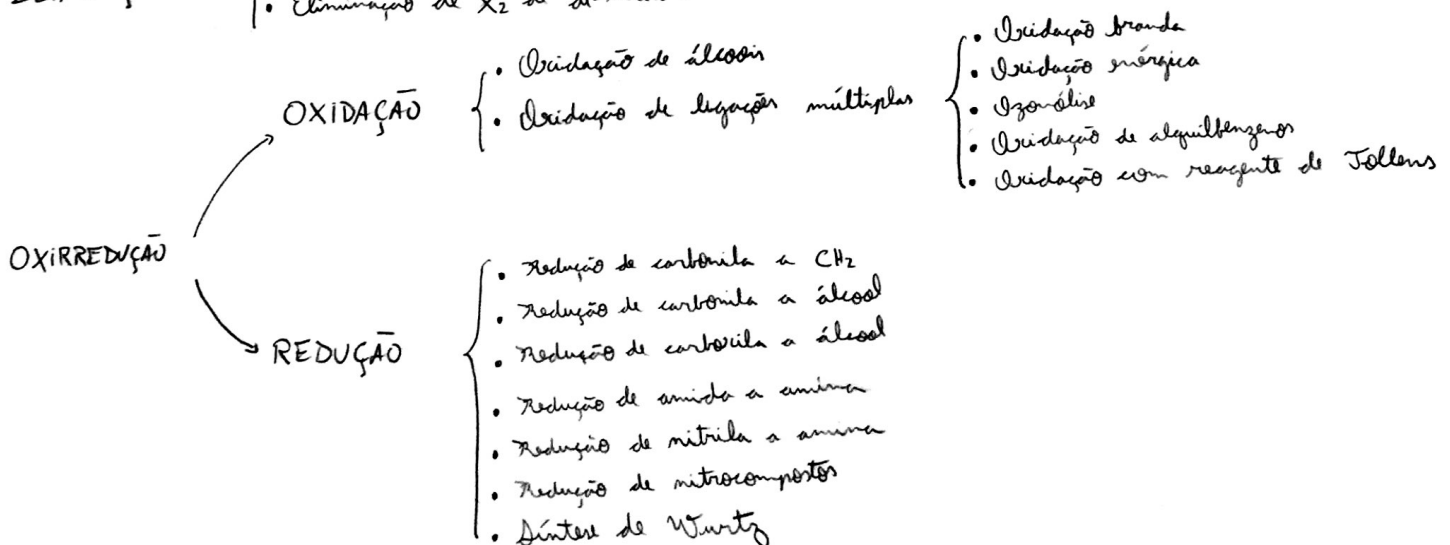 • Eliminação de X₂ de
• Oxidação branda
• Oxidação de álcoois
• Oxidação enérgica
OXIDAÇÃO
• Oxidação de ligações múltiplas
• Ozonólise
• Oxidação de alquilbenzenos
• Oxidação com reagente de Tollens
OXIRREDUÇÃO
• Redução de carbonila a CH₂
• Redução de carbonila a álcool
REDUÇÃO
• Redução de carboxila a álcool
• Redução de amida a amina
• Redução de nitrila a amina
• Redução de nitrocompostos
• Síntese de Wurtz